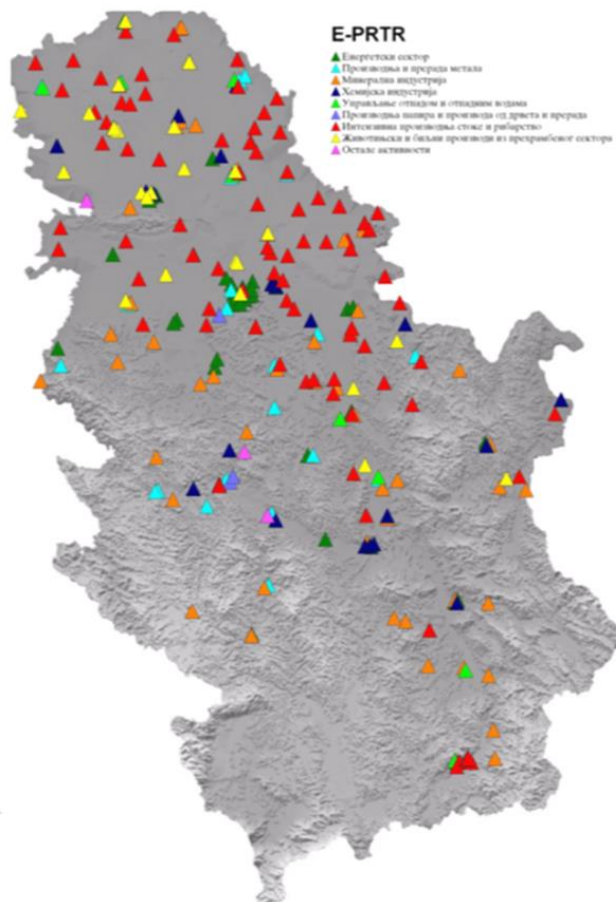 E-PRTR
Енергетски сектор
Производња и прерада метала
Минерална индустрија
Хемијска индустрија
Управљање отпадом и отпадним водама
Производња папира и производа од дрвета и прерада
Интензивна производња стоке и рибарство
Животињски и биљни производи из прехрамбеног сектора
Остале активности